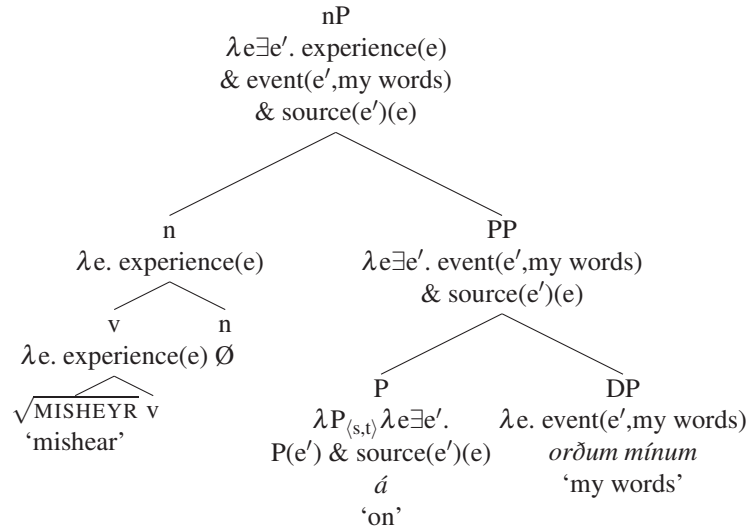 nP
λe∃e′. experience(e)
& event(e′,my words)
& source(e′)(e)
n PP
λe. experience(e) λe∃e′. event(e′,my words)
& source(e′)(e)
v n P DP
λe. experience(e) Ø λP⟨s,t⟩λe∃e′. λe. event(e′,my words)
√MISHEYR v P(e′) & source(e′)(e) orðum mínum
‘mishear’ á ‘my words’
‘on’